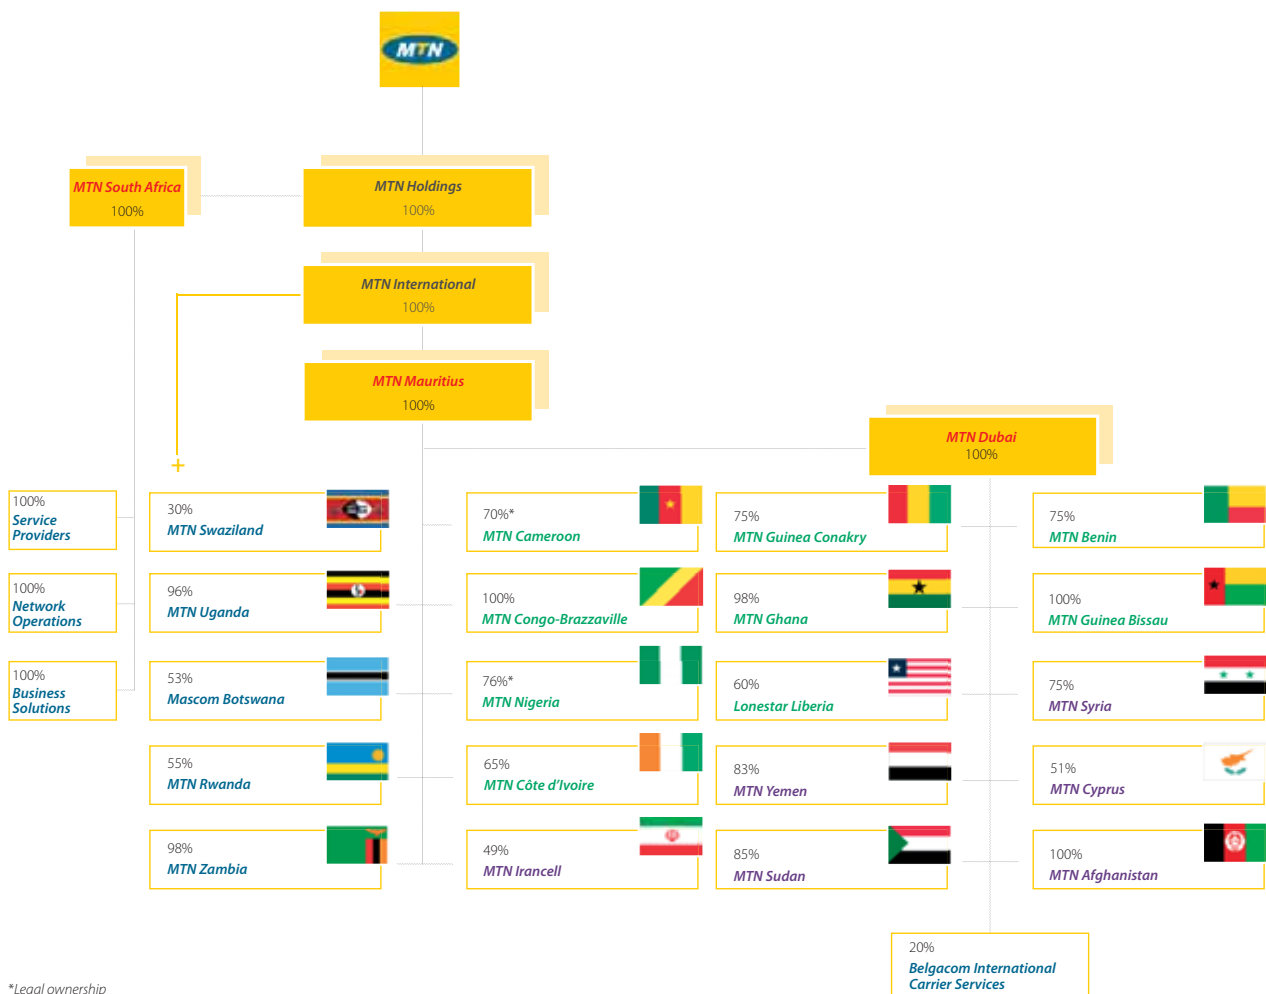 MTN
MTN South Africa
100%
MTN Holdings
100%
MTN International
100%
MTN Mauritius
100%
MTN Dubai
100%
+
100%
Service
Providers
100%
Network
Operations
100%
Business
Solutions
30%
MTN Swaziland
96%
MTN Uganda
53%
Mascom Botswana
55%
MTN Rwanda
98%
MTN Zambia
70%*
MTN Cameroon
100%
MTN Congo-Brazzaville
76%*
MTN Nigeria
65%
MTN Côte d’Ivoire
49%
MTN Irancell
75%
MTN Guinea Conakry
98%
MTN Ghana
60%
Lonestar Liberia
83%
MTN Yemen
85%
MTN Sudan
75%
MTN Benin
100%
MTN Guinea Bissau
75%
MTN Syria
51%
MTN Cyprus
100%
MTN Afghanistan
20%
Belgacom International
Carrier Services
*Legal ownership